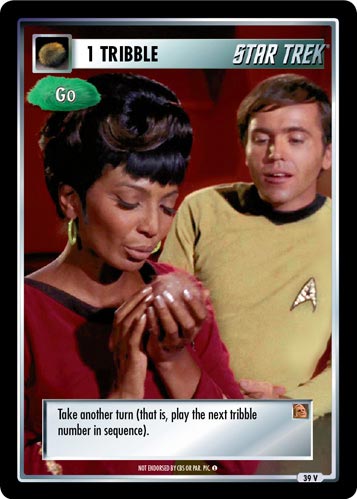 1 TRIBBLE
STAR TREK
Go
Take another turn (that is, play the next tribble
number in sequence).
NOT ENDORSED BY CBS OR PAR. PIC.
39 V